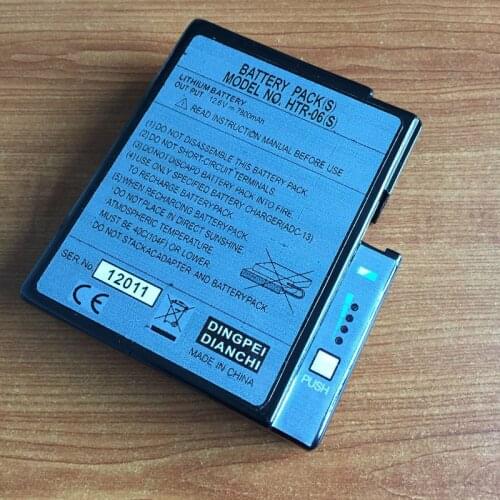 BATTERY PACK(S)
MODEL NO. HTR-06(S)
LITHIUM BATTERY
OUT PUT 12.6V 7800mAh
READ INSTRUCTION MANUAL BEFORE USE
(1) DO NOT DISASSEMBLE THIS BATTERY PACK.
(2) DO NOT SHORT-CIRCUIT TERMINALS.
(3) DO NOT DISCAPO BATTERY PACK INTO FIRE
(4) USE ONLY SPECIFIED BATTERY CHARGER(ADC-13)
TO RECHARGE BATTERYPACK.
(5) WHEN RECHARGING BATTERYPACK.
DO NOT PLACE IN DIRECT SUNSHINE.
ATMOSPHERIC TEMPERATURE
MUST BE 40C(104F) OR LOWER.
DO NOT STACKACADAPTER AND BATTERYPACK.
SER.No 12011
CE
DINGPEI
DIANCHI
MADE IN CHINA
PUSH